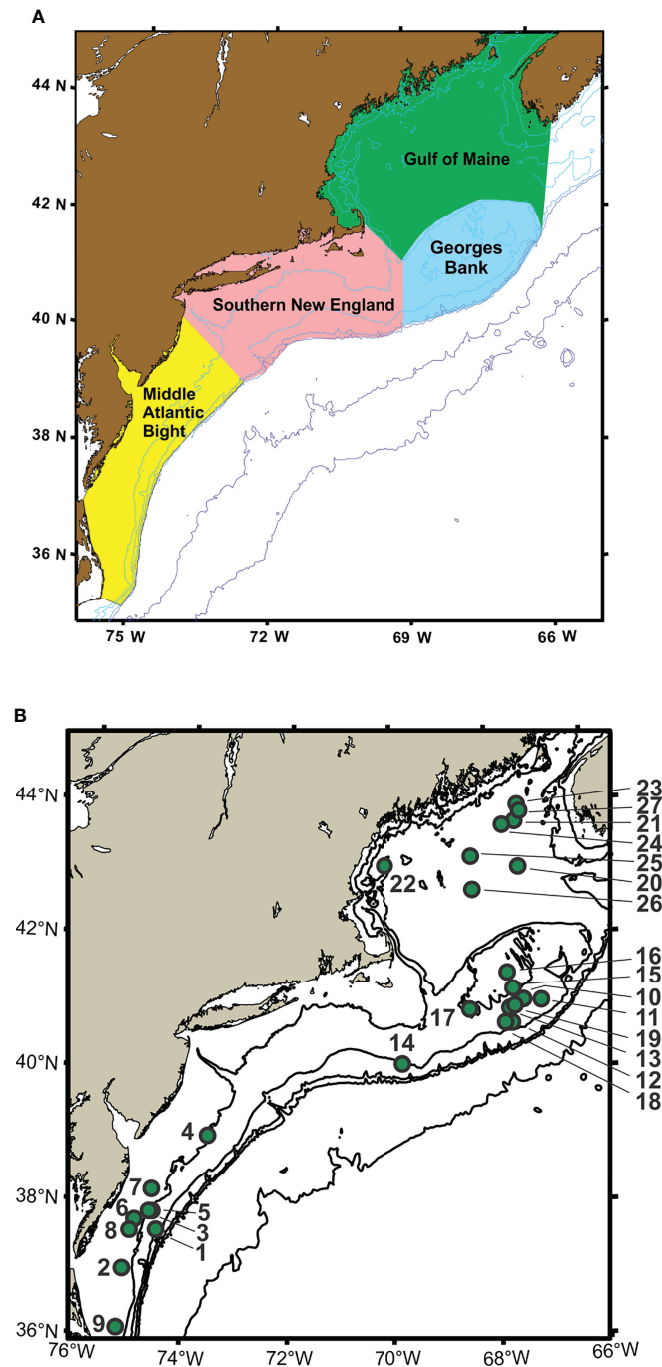 A
44 N
42 N
40 N
38 N
36 N
Gulf of Maine
Georges
Bank
Southern New England
Middle
Atlantic
Bight
75 W
72 W
69 W
66 W
B
44°N
42°N
40°N
38°N
36°N
23
27
21
24
25
20
26
22
16
15
10
11
19
13
12
18
17
14
4
7
6
5
8
3
1
2
9
76°W
74°W
72°W
70°W
68°W
66°W